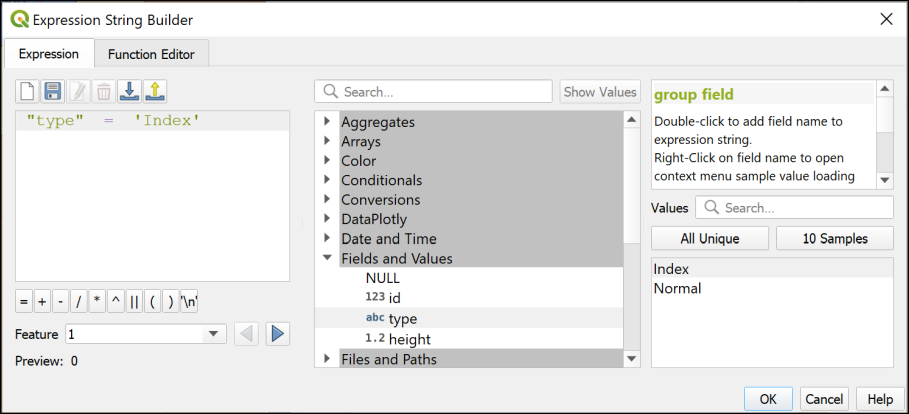 Expression String Builder
Expression
Function Editor
"type" = 'Index'
= + - / * ^ || ( ) '\n'
Feature 1
Preview: 0
Search...
Show Values
Aggregates
Arrays
Color
Conditionals
Conversions
DataPlotly
Date and Time
Fields and Values
NULL
123 id
abc type
1.2 height
Files and Paths
group field
Double-click to add field name to
expression string.
Right-Click on field name to open
context menu sample value loading
Values Search...
All Unique
10 Samples
Index
Normal
OK
Cancel
Help